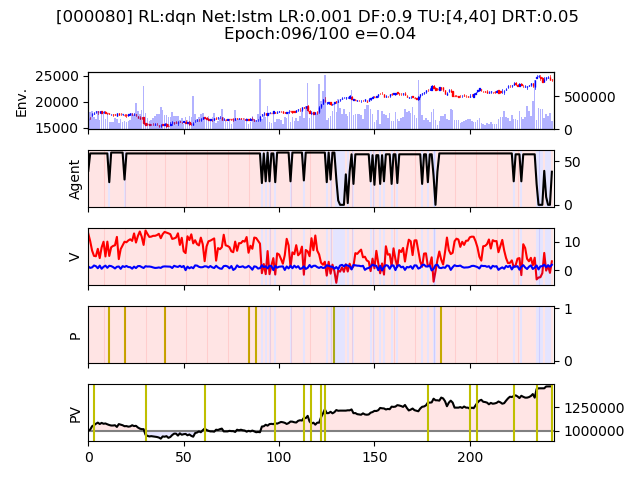 [000080] RL:dqn Net:lstm LR:0.001 DF:0.9 TU:[4,40] DRT:0.05
Epoch:096/100 e=0.04
Env.
25000
20000
15000
500000
0
Agent
50
0
V
10
0
P
1
0
PV
1250000
1000000
0
50
100
150
200